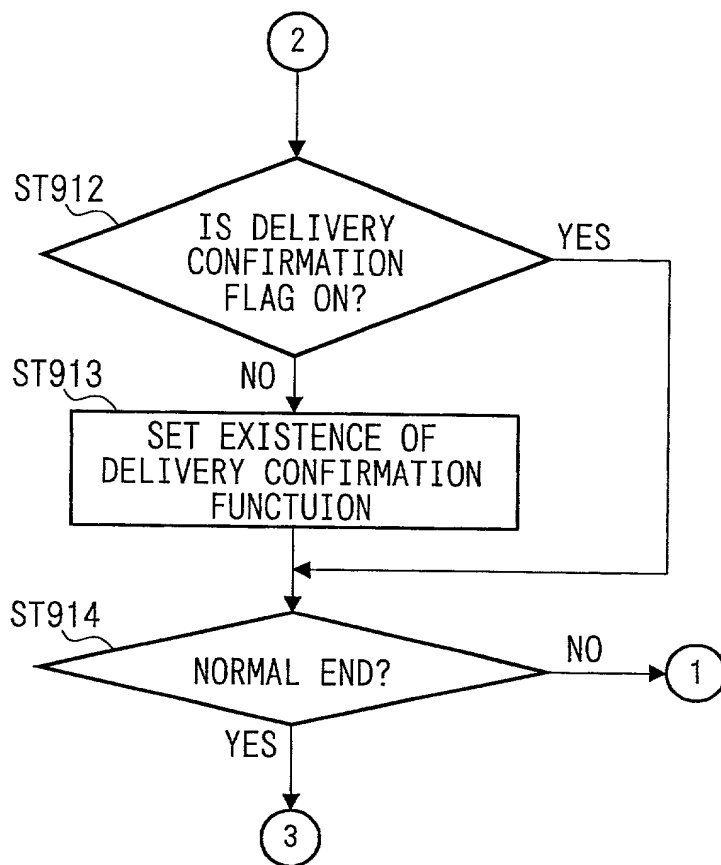 2
ST912
IS DELIVERY
CONFIRMATION
FLAG ON?
YES
NO
ST913
SET EXISTENCE OF
DELIVERY CONFIRMATION
FUNCTUION
ST914
NORMAL END?
NO
1
YES
3